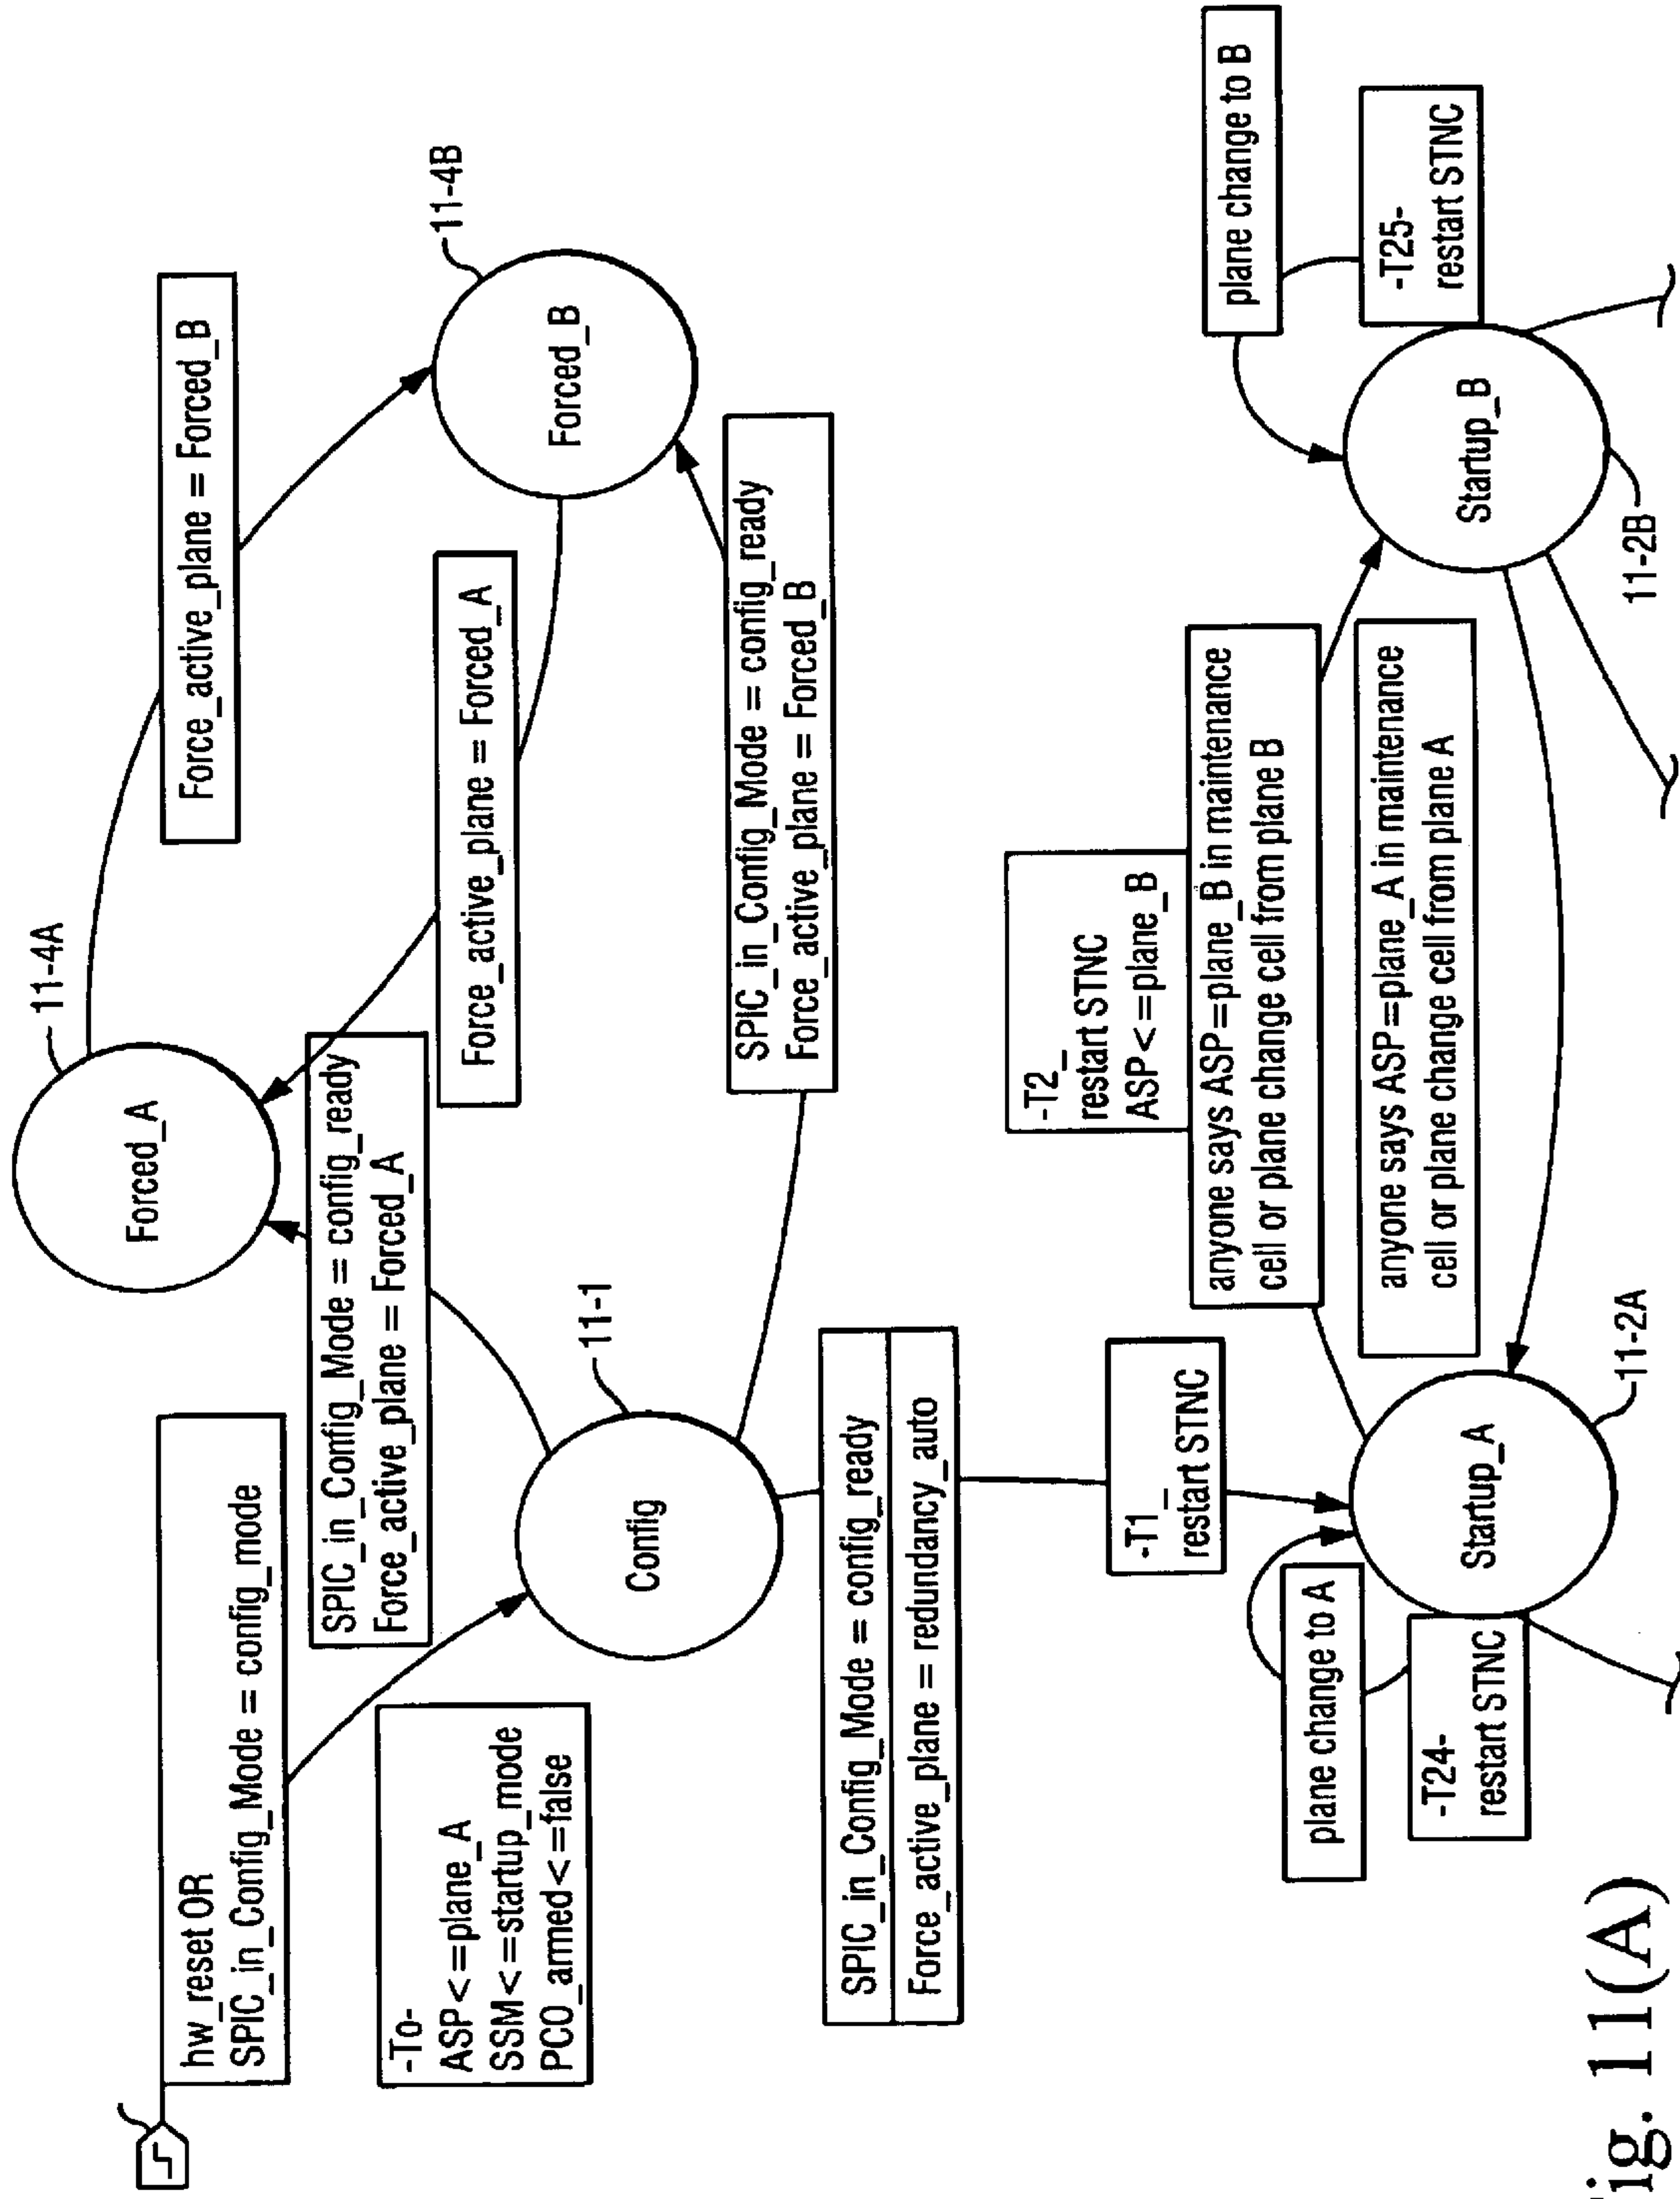 hw_reset OR
SPIC_in_Config_Mode = config_mode
-To-
ASP<=plane_A
SSM<=startup_mode
PCO_armed<=false
Forced_A
11-4A
Force_active_plane = Forced_B
Forced_B
11-4B
Force_active_plane = Forced_A
SPIC_in_Config_Mode = config_ready
Force_active_plane = Forced_A
Config
11-1
SPIC_in_Config_Mode = config_ready
Force_active_plane = Forced_B
SPIC_in_Config_Mode = config_ready
Force_active_plane = redundancy_auto
-T1_
restart STNC
-T2_
restart STNC
ASP<=plane_B
anyone says ASP=plane_B in maintenance
cell or plane change cell from plane B
anyone says ASP=plane_A in maintenance
cell or plane change cell from plane A
plane change to A
-T24-
restart STNC
Startup_A
11-2A
plane change to B
-T25-
restart STNC
Startup_B
11-2B
ig. 11(A)